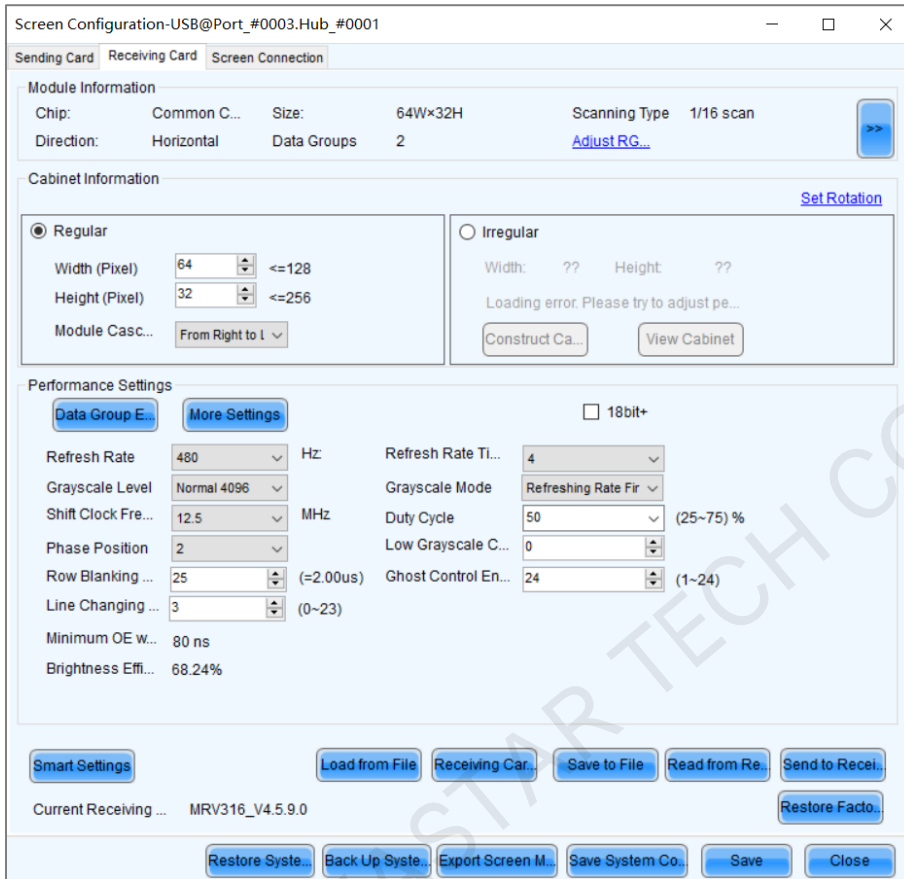 Screen Configuration-USB@Port_#0003.Hub_#0001
Sending Card Receiving Card Screen Connection
Module Information
Chip: Common C... Size: 64W×32H Scanning Type 1/16 scan
>>
Direction: Horizontal Data Groups 2 Adjust RG...
Cabinet Information
Set Rotation
Regular
Width (Pixel) 64 <=128
Height (Pixel) 32 <=256
Module Casc... From Right to L
Irregular
Width: ?? Height: ??
Loading error. Please try to adjust pe...
Construct Ca... View Cabinet
Performance Settings
Data Group E... More Settings 18bit+
Refresh Rate 480 Hz: Refresh Rate Ti... 4
Grayscale Level Normal 4096 Grayscale Mode Refreshing Rate Fir
Shift Clock Fre... 12.5 MHz Duty Cycle 50 (25~75) %
Phase Position 2 Low Grayscale C... 0
Row Blanking ... 25 (=2.00us) Ghost Control En... 24 (1~24)
Line Changing ... 3 (0~23)
Minimum OE w... 80 ns
Brightness Effi... 68.24%
Smart Settings Load from File Receiving Car... Save to File Read from Re... Send to Recei...
Current Receiving ... MRV316_V4.5.9.0 Restore Facto...
Restore Syste... Back Up Syste... Export Screen M... Save System Co... Save Close
ASTAR TECH CO